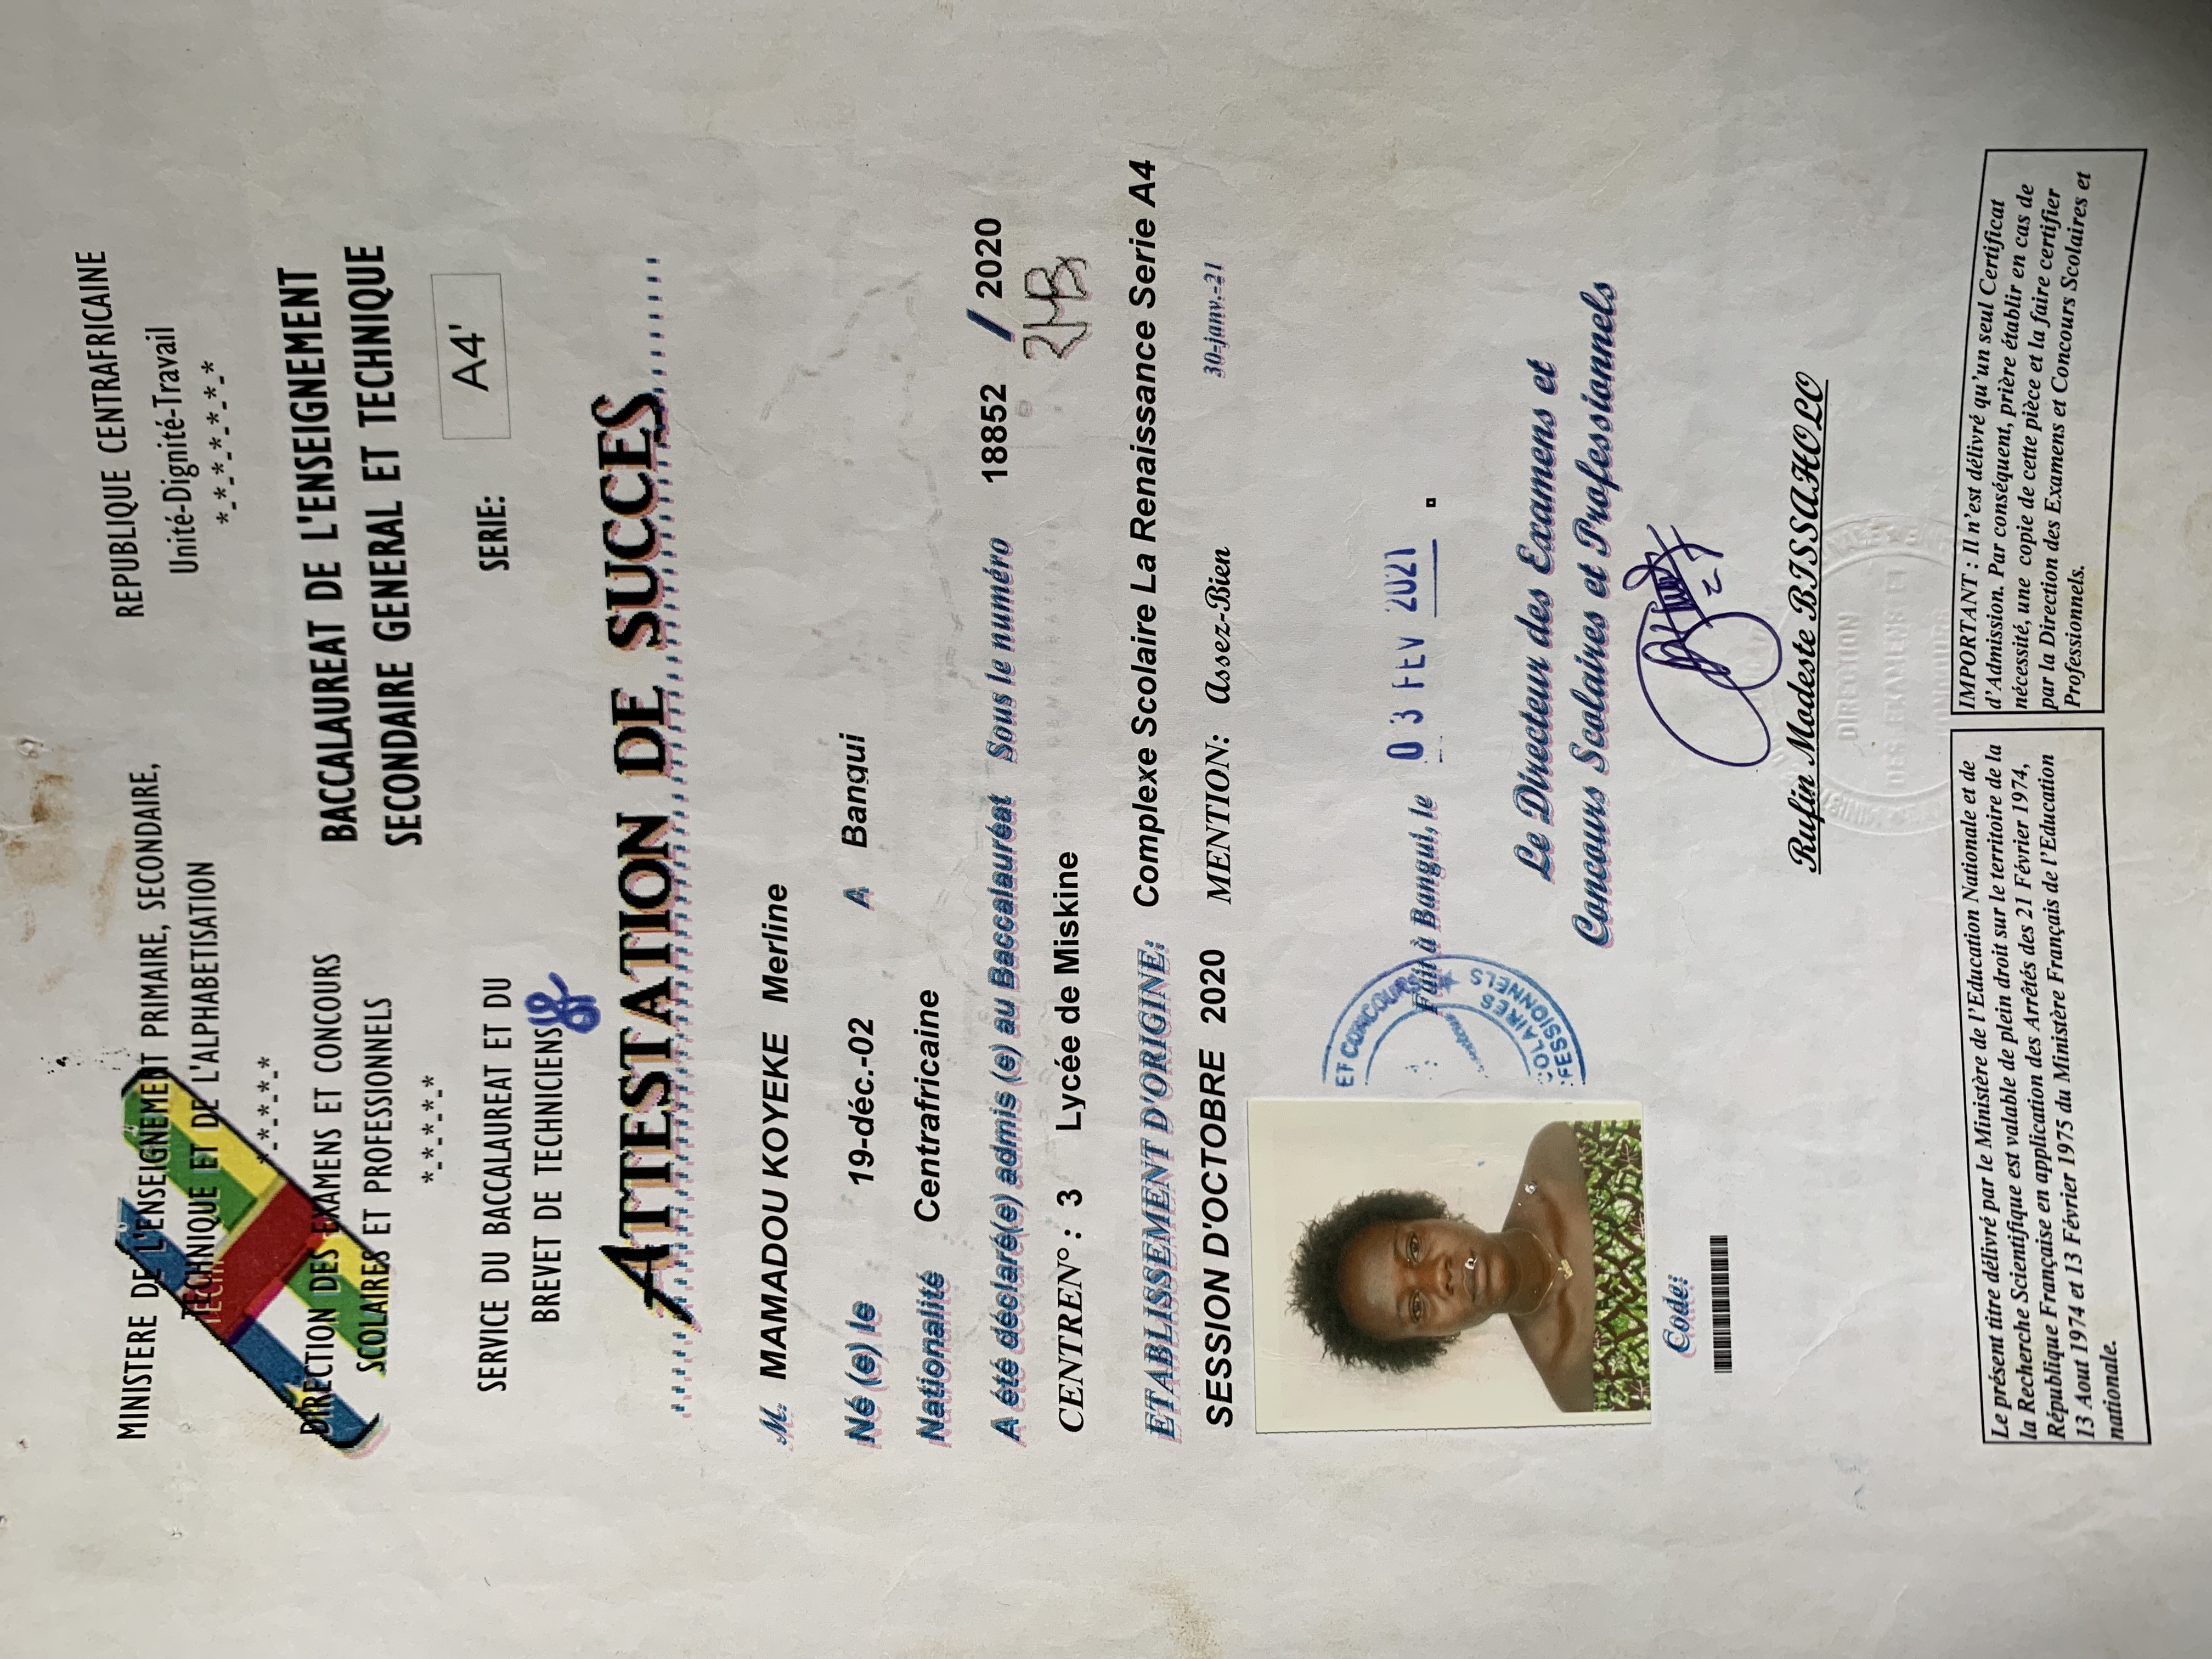 MINISTERE DE L'ENSEIGNEMENT PRIMAIRE, SECONDAIRE,
TECHNIQUE ET DE L'ALPHABETISATION
*-*-*-*-*
DIRECTION DES EXAMENS ET CONCOURS
SCOLAIRES ET PROFESSIONNELS
*-*-*-*-*
SERVICE DU BACCALAUREAT ET DU
BREVET DE TECHNICIENS
REPUBLIQUE CENTRAFRICAINE
Unité-Dignité-Travail
*-*-*-*-*-*-*-*
BACCALAUREAT DE L'ENSEIGNEMENT
SECONDAIRE GENERAL ET TECHNIQUE
SERIE: A4'
ATTESTATION DE SUCCES
M. MAMADOU KOYEKE Merline
Né (e) le 19-déc.-02 A Bangui
Nationalité Centrafricaine
A été déclaré(e) admis (e) au Baccalauréat Sous le numéro 18852 / 2020
CENTREN° : 3 Lycée de Miskine
ETABLISSEMENT D'ORIGINE: Complexe Scolaire La Renaissance Serie A4
SESSION D'OCTOBRE 2020 MENTION: Assez-Bien 30-janv.-21
Fait à Bangui, le 03 FEV 2021
ET CONCOURS
Le Directeur des Examens et
Concours Scolaires et Professionnels
Rufin Modeste BISSAHOLO
DIRECTION
DES EXAMENS ET
Code:
Le présent titre délivré par le Ministère de l'Education Nationale et de
la Recherche Scientifique est valable de plein droit sur le territoire de la
République Française en application des Arrêtés des 21 Février 1974,
13 Aout 1974 et 13 Février 1975 du Ministère Français de l'Education
nationale.
IMPORTANT : Il n'est délivré qu'un seul Certificat
d'Admission. Par conséquent, prière établir en cas de
nécessité, une copie de cette pièce et la faire certifier
par la Direction des Examens et Concours Scolaires et
Professionnels.